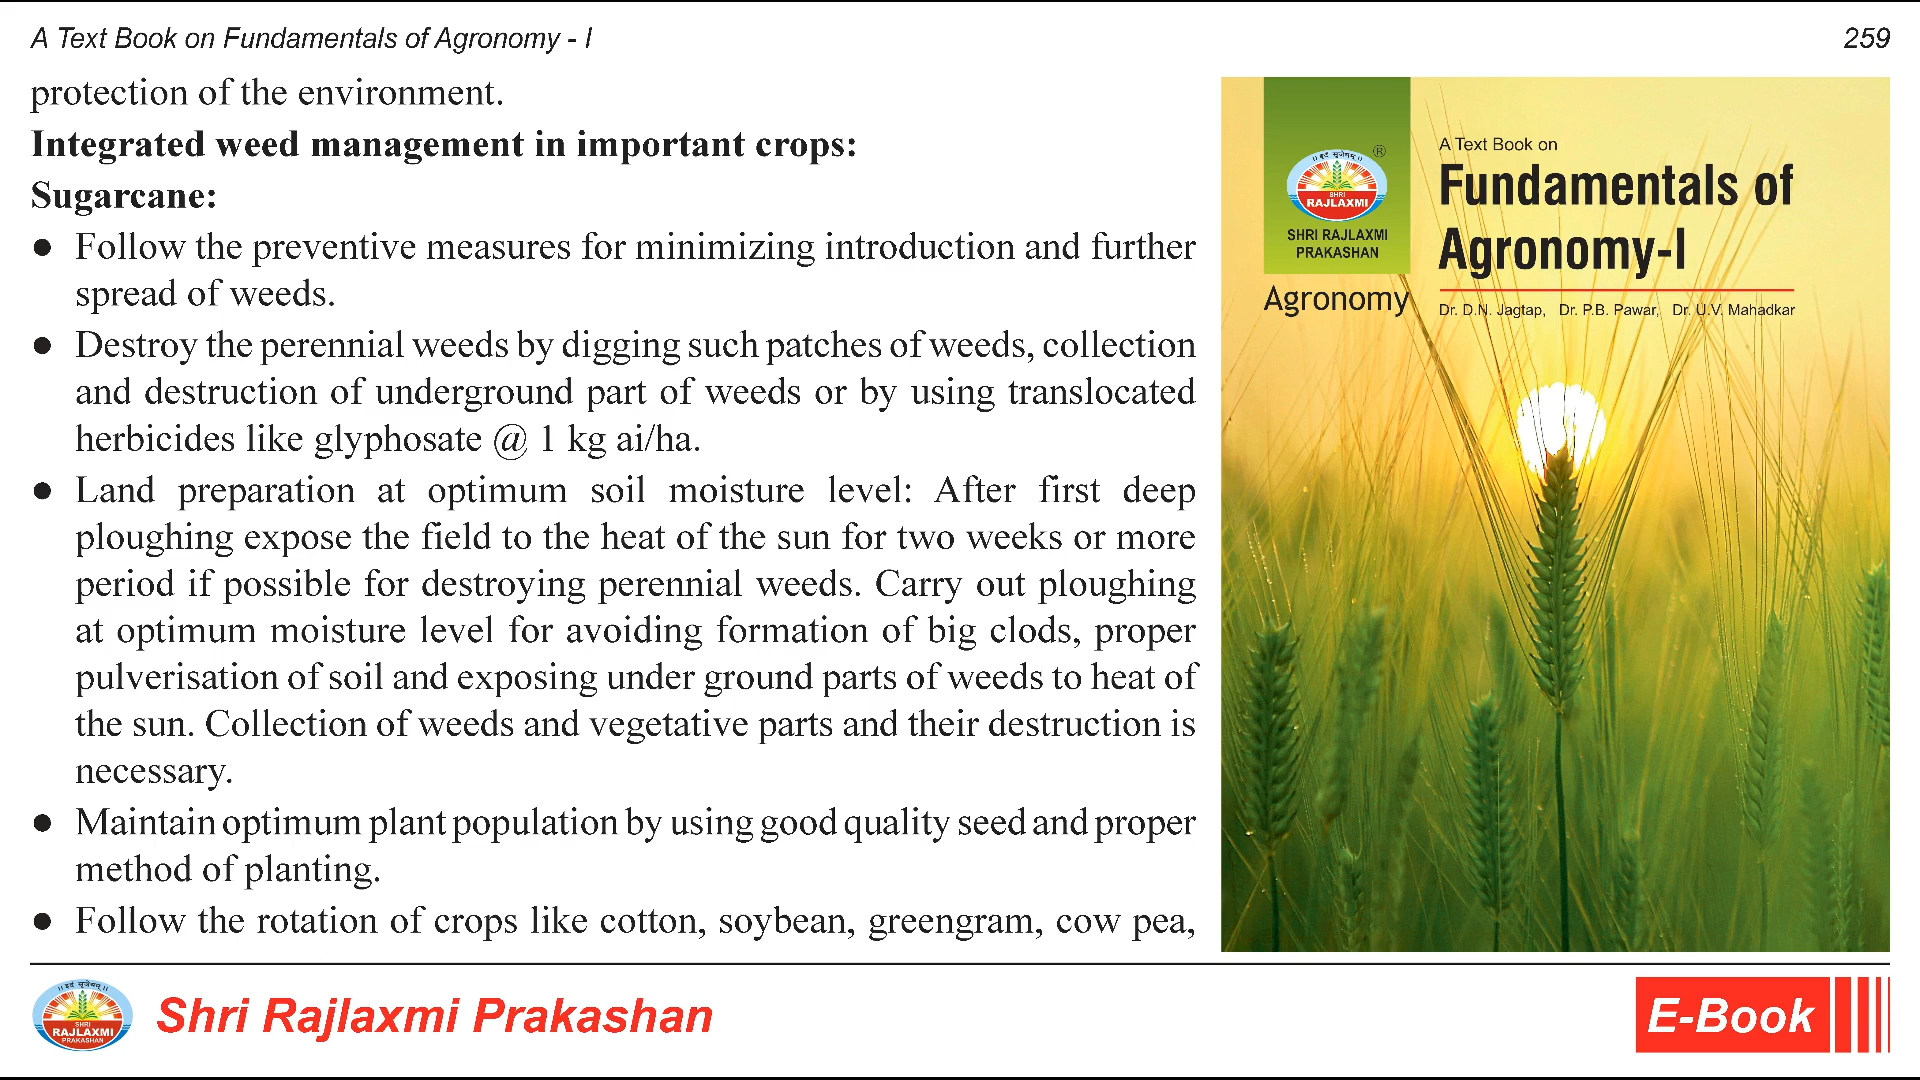 A Text Book on Fundamentals of Agronomy - I
259
protection of the environment.
Integrated weed management in important crops:
Sugarcane:
● Follow the preventive measures for minimizing introduction and further
spread of weeds.
● Destroy the perennial weeds by digging such patches of weeds, collection
and destruction of underground part of weeds or by using translocated
herbicides like glyphosate @ 1 kg ai/ha.
● Land preparation at optimum soil moisture level: After first deep
ploughing expose the field to the heat of the sun for two weeks or more
period if possible for destroying perennial weeds. Carry out ploughing
at optimum moisture level for avoiding formation of big clods, proper
pulverisation of soil and exposing under ground parts of weeds to heat of
the sun. Collection of weeds and vegetative parts and their destruction is
necessary.
● Maintain optimum plant population by using good quality seed and proper
method of planting.
● Follow the rotation of crops like cotton, soybean, greengram, cow pea,
®
SHRI
RAJLAXMI
SHRI RAJLAXMI
PRAKASHAN
Agronomy
A Text Book on
Fundamentals of
Agronomy-I
Dr. D.N. Jagtap, Dr. P.B. Pawar, Dr. U.V. Mahadkar
SHRI
RAJLAXMI
PRAKASHAN
Shri Rajlaxmi Prakashan
E-Book